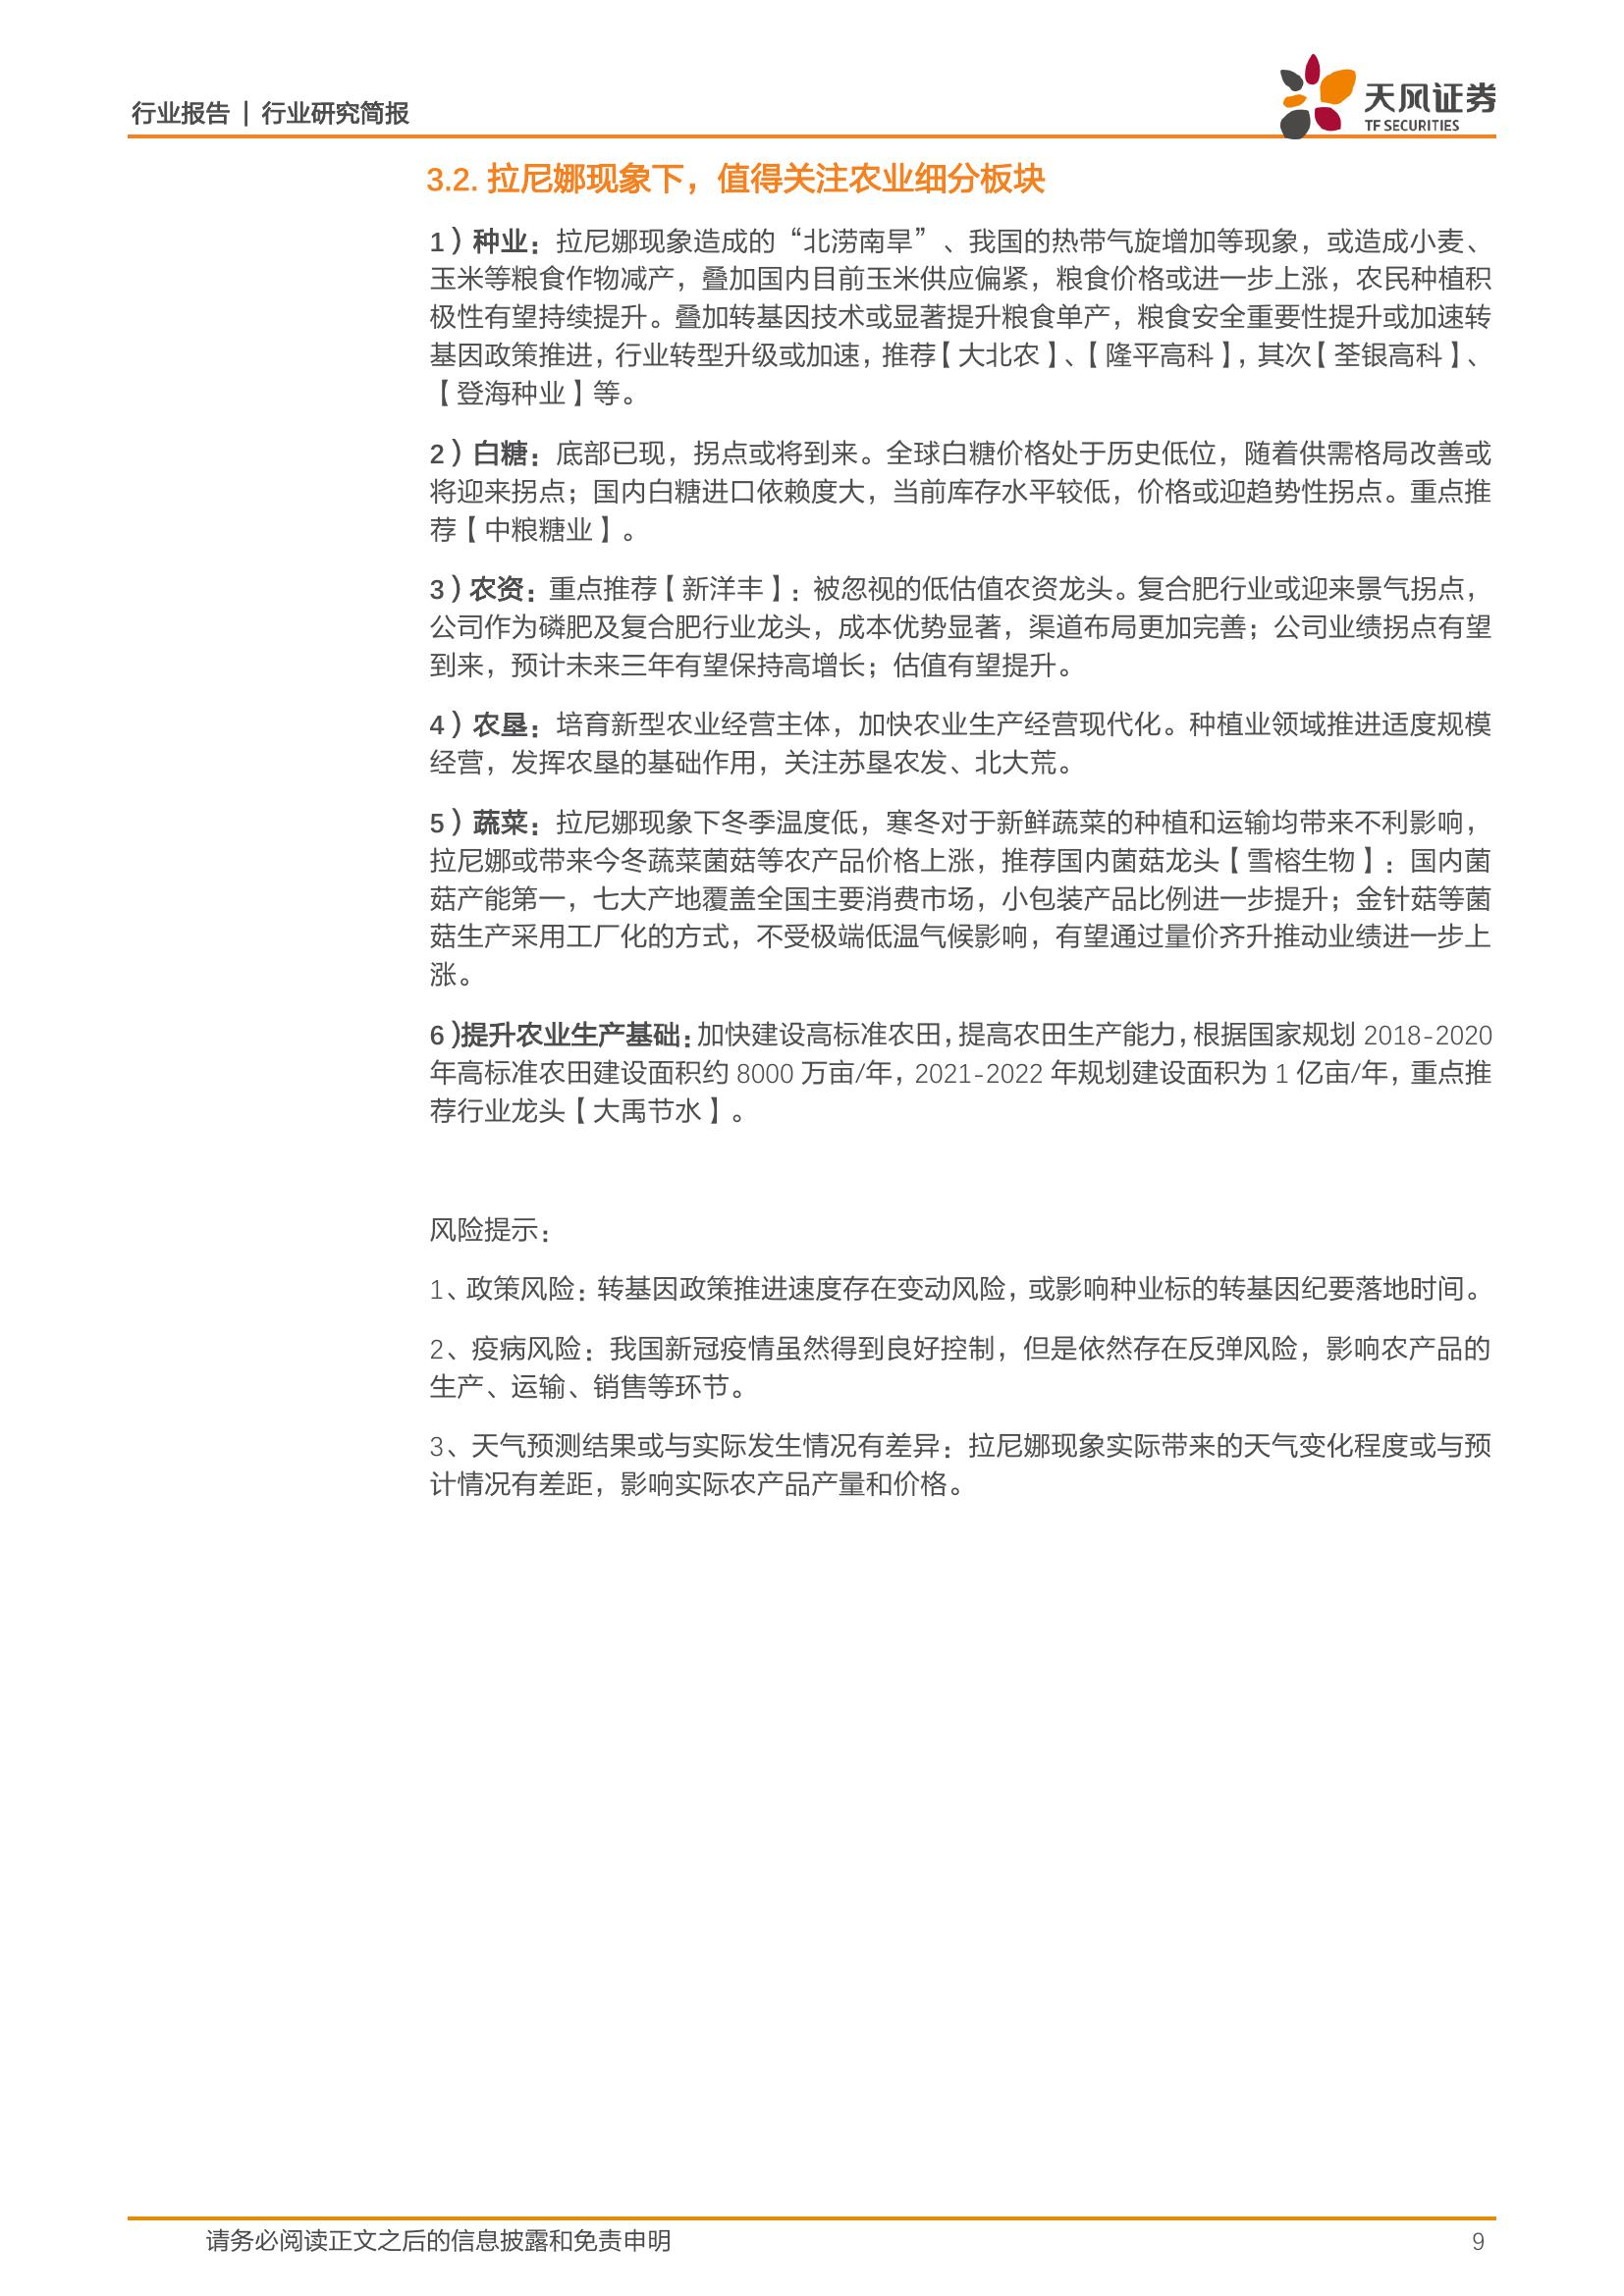 行业报告 | 行业研究简报
天风证券
TF SECURITIES
3.2. 拉尼娜现象下，值得关注农业细分板块
1）种业：拉尼娜现象造成的“北涝南旱”、我国的热带气旋增加等现象，或造成小麦、
玉米等粮食作物减产，叠加国内目前玉米供应偏紧，粮食价格或进一步上涨，农民种植积
极性有望持续提升。叠加转基因技术或显著提升粮食单产，粮食安全重要性提升或加速转
基因政策推进，行业转型升级或加速，推荐【大北农】、【隆平高科】，其次【荃银高科】、
【登海种业】等。
2）白糖：底部已现，拐点或将到来。全球白糖价格处于历史低位，随着供需格局改善或
将迎来拐点；国内白糖进口依赖度大，当前库存水平较低，价格或迎趋势性拐点。重点推
荐【中粮糖业】。
3）农资：重点推荐【新洋丰】：被忽视的低估值农资龙头。复合肥行业或迎来景气拐点，
公司作为磷肥及复合肥行业龙头，成本优势显著，渠道布局更加完善；公司业绩拐点有望
到来，预计未来三年有望保持高增长；估值有望提升。
4）农垦：培育新型农业经营主体，加快农业生产经营现代化。种植业领域推进适度规模
经营，发挥农垦的基础作用，关注苏垦农发、北大荒。
5）蔬菜：拉尼娜现象下冬季温度低，寒冬对于新鲜蔬菜的种植和运输均带来不利影响，
拉尼娜或带来今冬蔬菜菌菇等农产品价格上涨，推荐国内菌菇龙头【雪榕生物】：国内菌
菇产能第一，七大产地覆盖全国主要消费市场，小包装产品比例进一步提升；金针菇等菌
菇生产采用工厂化的方式，不受极端低温气候影响，有望通过量价齐升推动业绩进一步上
涨。
6）提升农业生产基础：加快建设高标准农田，提高农田生产能力，根据国家规划 2018-2020
年高标准农田建设面积约 8000 万亩/年，2021-2022 年规划建设面积为 1 亿亩/年，重点推
荐行业龙头【大禹节水】。
风险提示：
1、政策风险：转基因政策推进速度存在变动风险，或影响种业标的转基因纪要落地时间。
2、疫病风险：我国新冠疫情虽然得到良好控制，但是依然存在反弹风险，影响农产品的
生产、运输、销售等环节。
3、天气预测结果或与实际发生情况有差异：拉尼娜现象实际带来的天气变化程度或与预
计情况有差距，影响实际农产品产量和价格。
请务必阅读正文之后的信息披露和免责申明
9